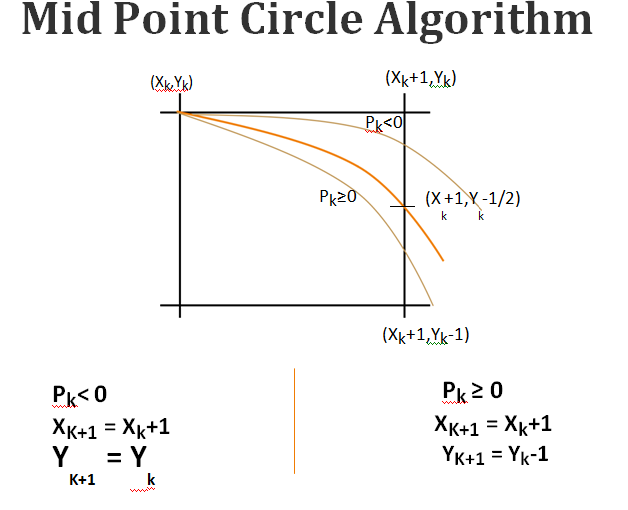 Mid Point Circle Algorithm
(Xk,Yk)
(Xk+1,Yk)
Pk<0
Pk≥0
(Xk+1,Yk-1/2)
(Xk+1,Yk-1)
Pk< 0
XK+1 = Xk+1
YK+1 = Yk
Pk ≥ 0
XK+1 = Xk+1
YK+1 = Yk-1